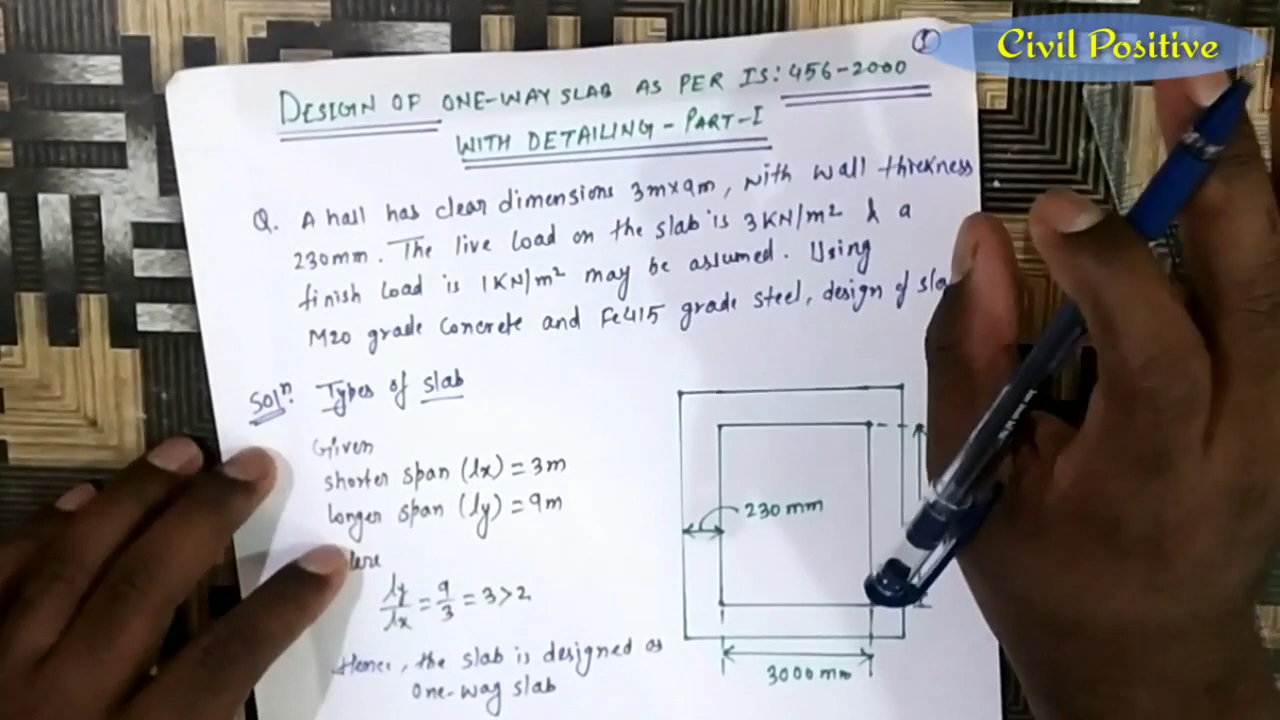 Civil Positive
1
DESIGN OF ONE-WAY SLAB AS PER IS: 456-2000
WITH DETAILING - PART-I
Q. A hall has clear dimensions 3m x 9m, with wall thickness
230mm. The live load on the slab is 3 KN/m² & a
finish load is 1 KN/m² may be assumed. Using
M20 grade concrete and Fe415 grade steel, design of
Solⁿ: Types of slab
Given
shorter span (lx) = 3m
longer span (ly) = 9m
ly/lx = 9/3 = 3 > 2
230 mm
Hence, the slab is designed as
one-way slab
3000 mm